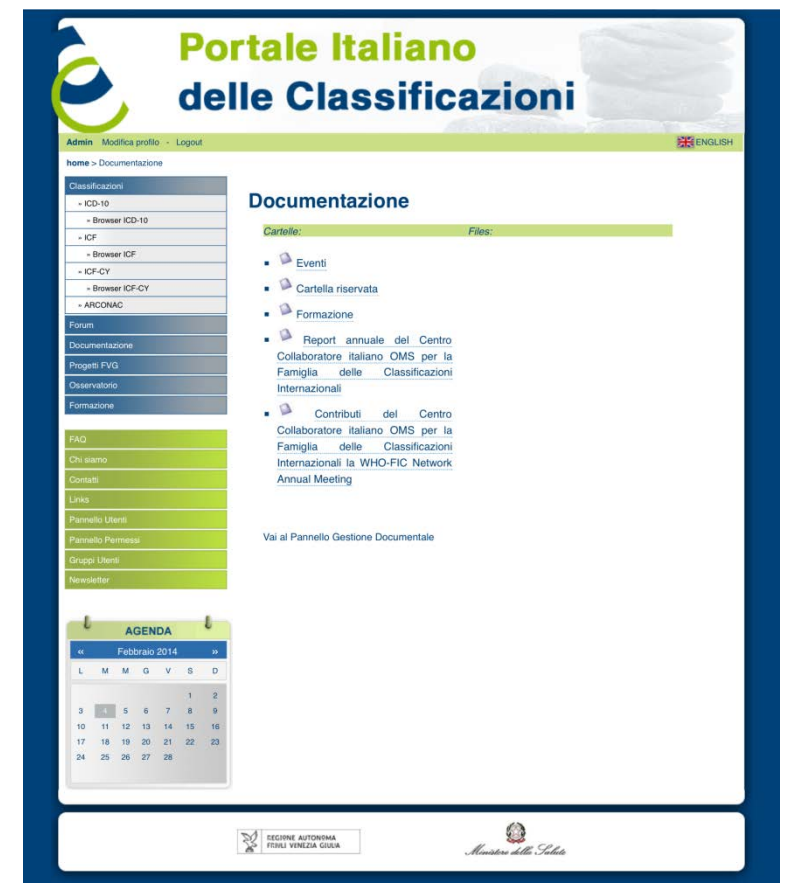 Portale Italiano
delle Classificazioni
Admin Modifica profilo - Logout
ENGLISH
home > Documentazione
Classificazioni
» ICD-10
» Browser ICD-10
» ICF
» Browser ICF
» ICF-CY
» Browser ICF-CY
» ARCONAC
Forum
Documentazione
Progetti FVG
Osservatorio
Formazione
FAQ
Chi siamo
Contatti
Links
Pannello Utenti
Pannello Permessi
Gruppi Utenti
Newsletter
AGENDA
« Febbraio 2014 »
L M M G V S D
1 2
3 4 5 6 7 8 9
10 11 12 13 14 15 16
17 18 19 20 21 22 23
24 25 26 27 28
Documentazione
Cartelle: Files:
Eventi
Cartella riservata
Formazione
Report annuale del Centro
Collaboratore italiano OMS per la
Famiglia delle Classificazioni
Internazionali
Contributi del Centro
Collaboratore italiano OMS per la
Famiglia delle Classificazioni
Internazionali la WHO-FIC Network
Annual Meeting
Vai al Pannello Gestione Documentale
REGIONE AUTONOMA
FRIULI VENEZIA GIULIA
Ministero della Salute